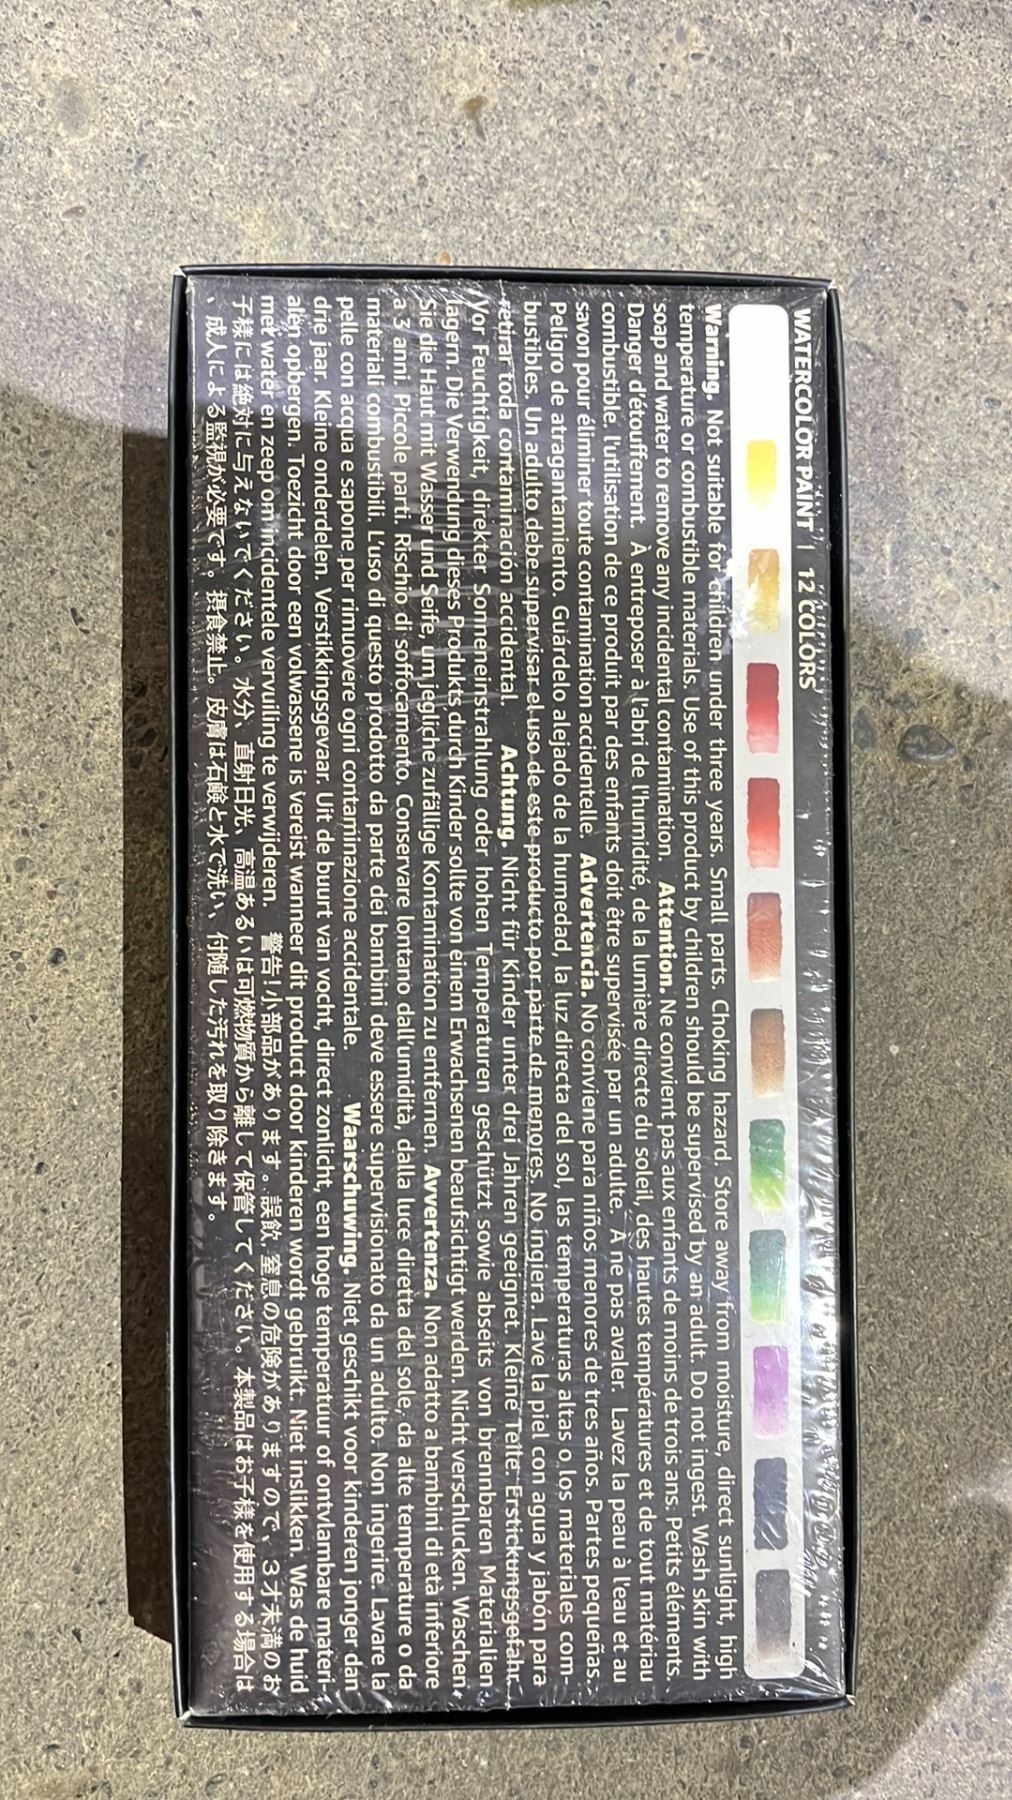 WATERCOLOR PAINT | 12 COLORS
Warning. Not suitable for children under three years. Small parts. Choking hazard. Store away from moisture, direct sunlight, high
temperature or combustible materials. Use of this product by children should be supervised by an adult. Do not ingest. Wash skin with
soap and water to remove any incidental contamination. Attention. Ne convient pas aux enfants de moins de trois ans. Petits éléments.
Danger d'étouffement. À entreposer à l'abri de l'humidité, de la lumière directe du soleil, des hautes températures et de tout matériau
combustible. l'utilisation de ce produit par des enfants doit être supervisée par un adulte. À ne pas avaler. Lavez la peau à l'eau et au
savon pour éliminer toute contamination accidentelle. Advertencia. No conviene para niños menores de tres años. Partes pequeñas.
Peligro de atragantamiento. Guárdelo alejado de la humedad, la luz directa del sol, las temperaturas altas o los materiales com-
bustibles. Un adulto debe supervisar el uso de este producto por parte de menores. No ingiera. Lave la piel con agua y jabón para
retirar toda contaminación accidental. Achtung. Nicht für Kinder unter drei Jahren geeignet. Kleine Teile. Erstickungsgefahr.
Vor Feuchtigkeit, direkter Sonneneinstrahlung oder hohen Temperaturen geschützt sowie abseits von brennbaren Materialien
lagern. Die Verwendung dieses Produkts durch Kinder sollte von einem Erwachsenen beaufsichtigt werden. Nicht verschlucken. Waschen
Sie die Haut mit Wasser und Seife, um jegliche zufällige Kontamination zu entfernen. Avvertenza. Non adatto a bambini di età inferiore
a 3 anni. Piccole parti. Rischio di soffocamento. Conservare lontano dall'umidità, dalla luce diretta del sole, da alte temperature o da
materiali combustibili. L'uso di questo prodotto da parte dei bambini deve essere supervisionato da un adulto. Non ingerire. Lavare la
pelle con acqua e sapone per rimuovere ogni contaminazione accidentale. Waarschuwing. Niet geschikt voor kinderen jonger dan
drie jaar. Kleine onderdelen. Verstikkingsgevaar. Uit de buurt van vocht, direct zonlicht, een hoge temperatuur of ontvlambare materi-
alen opbergen. Toezicht door een volwassene is vereist wanneer dit product door kinderen wordt gebruikt. Niet inslikken. Was de huid
met water en zeep om incidentele vervuiling te verwijderen. 警告!小部品があります。誤飲、窒息の危険がありますので、3才未満のお
子様には絶対に与えないでください。水分、直射日光、高温あるいは可燃物質から離して保管してください。本製品はお子様を使用する場合は
、成人による監視が必要です。摂食禁止。皮膚は石鹸と水で洗い、付随した汚れを取り除きます。